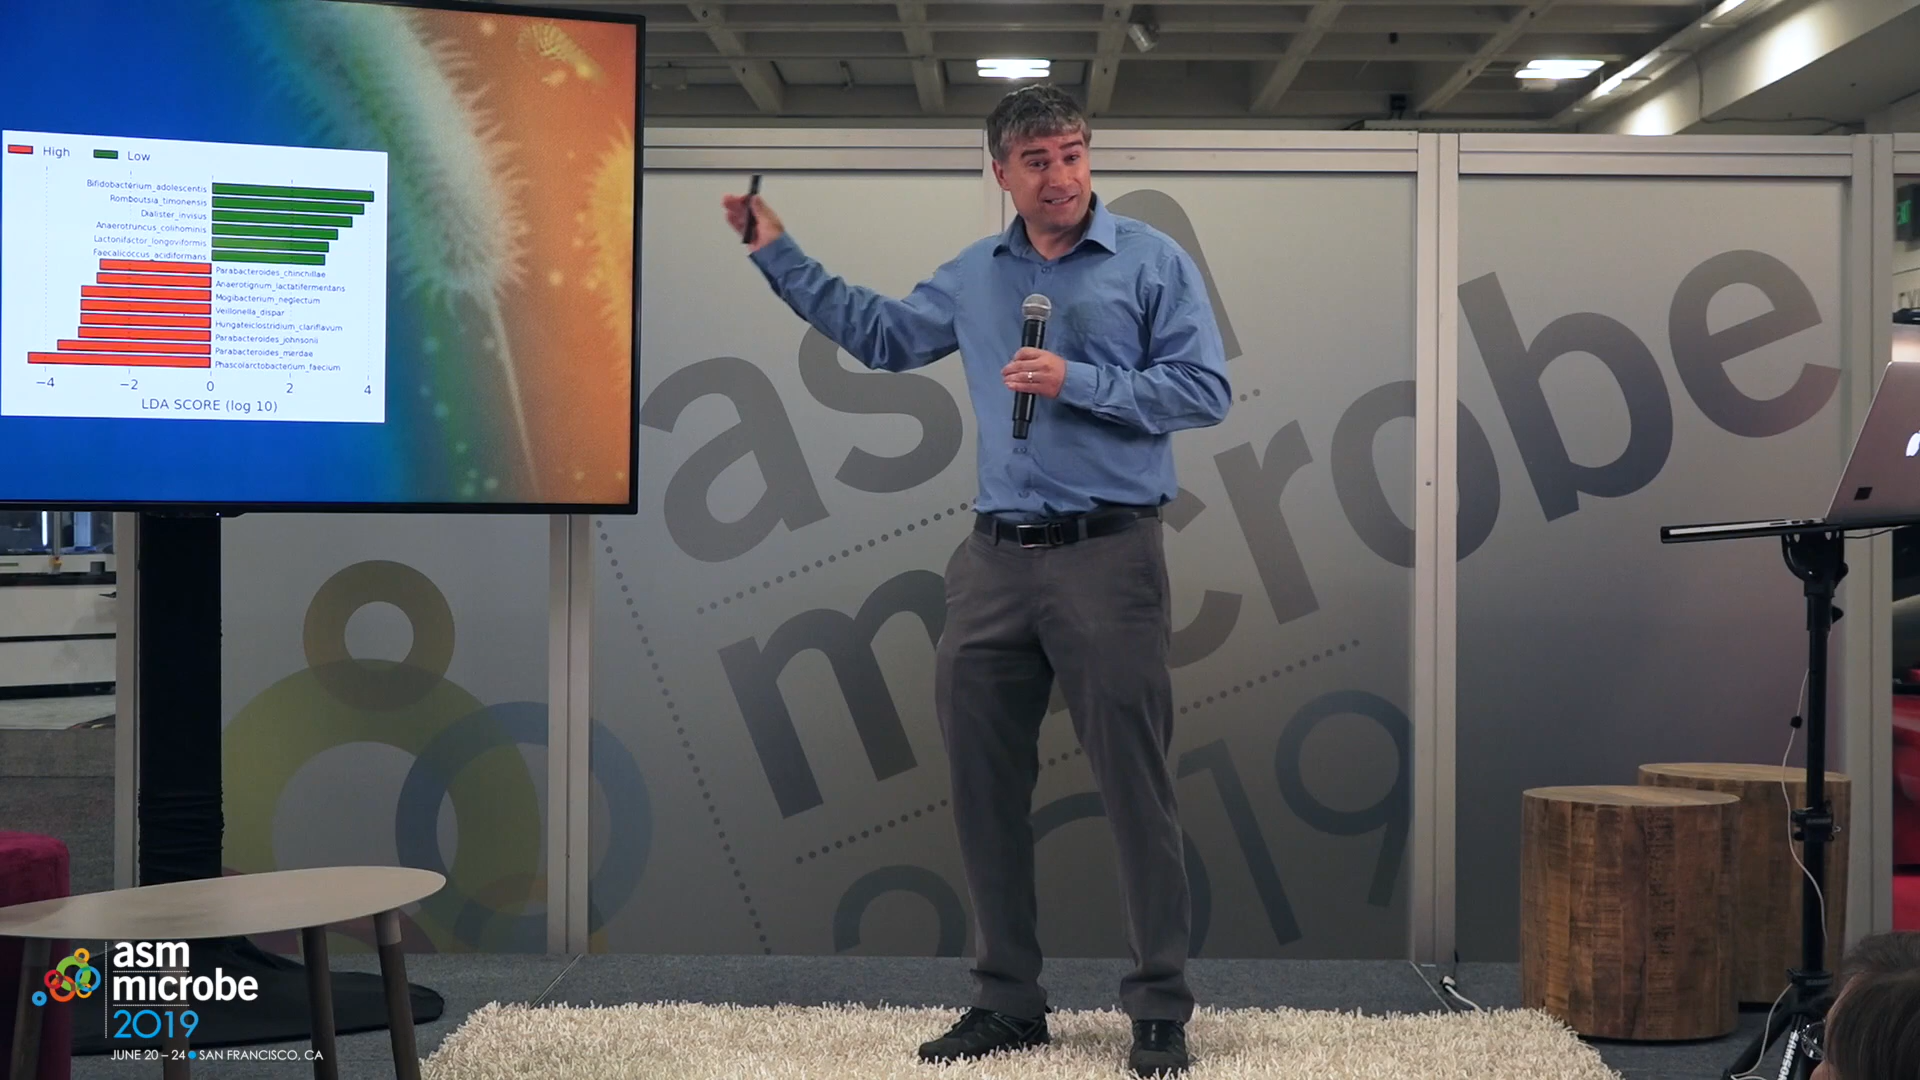 High Low
Bifidobacterium_adolescentis
Romboutsia_timonensis
Dialister_invisus
Anaerotruncus_colihominis
Lactonifactor_longoviformis
Faecalicoccus_acidiformans
Parabacteroides_chinchillae
Anaerotignum_lactatifermentans
Mogibacterium_neglectum
Veillonella_dispar
Hungateiclostridium_clariflavum
Parabacteroides_johnsonii
Parabacteroides_merdae
Phascolarctobacterium_faecium
−4 −2 0 2 4
LDA SCORE (log 10)
asm
microbe
2019
asm
microbe
2019
JUNE 20 – 24 SAN FRANCISCO, CA